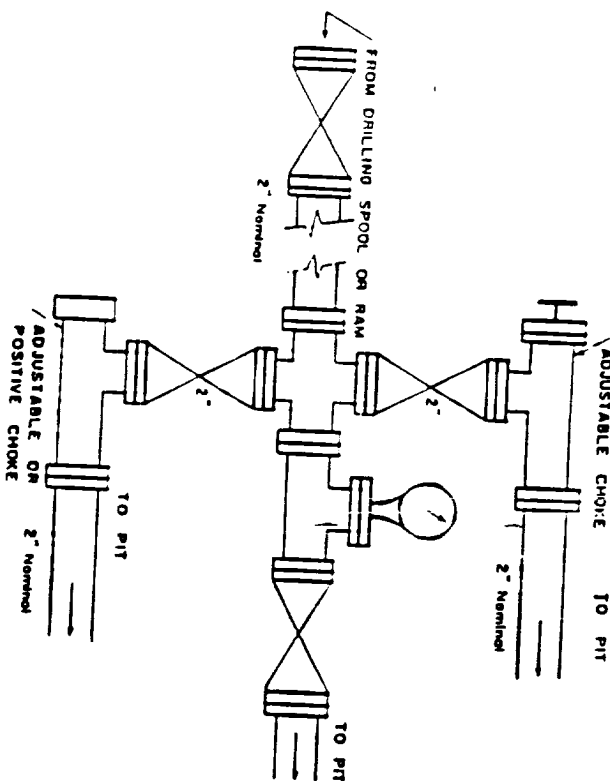 FROM DRILLING SPOOL OR RAM
2" Nominal
ADJUSTABLE CHOKE
TO PIT
2" Nominal
2"
2"
ADJUSTABLE OR
POSITIVE CHOKE
TO PIT
2" Nominal
TO PIT